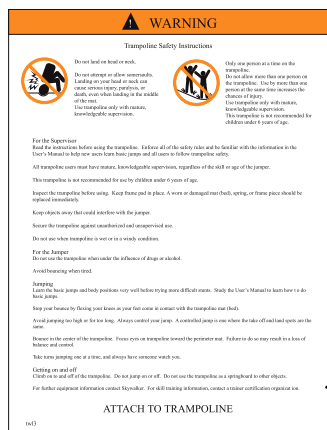 WARNING
Trampoline Safety Instructions
Do not land on head or neck.
Do not attempt or allow somersaults.
Landing on your head or neck can
cause serious injury, paralysis, or
death, even when landing in the middle
of the mat.
Use trampoline only with mature,
knowledgeable supervision.
Only one person at a time on the
trampoline.
Do not allow more than one person on
the trampoline. Use by more than one
person at the same time increases the
chances of injury.
Use trampoline only with mature,
knowledgeable supervision.
This trampoline is not recommended for
children under 6 years of age.
For the Supervisor
Read the instructions before using the trampoline. Enforce all of the safety rules and be familiar with the information in the
User's Manual to help new users learn basic jumps and all users to follow trampoline safety.
All trampoline users must have mature, knowledgeable supervision, regardless of the skill or age of the jumper.
This trampoline is not recommended for use by children under 6 years of age.
Inspect the trampoline before using. Keep frame pad in place. A worn or damaged mat (bed), spring, or frame piece should be
replaced immediately.
Keep objects away that could interfere with the jumper.
Secure the trampoline against unauthorized and unsupervised use.
Do not use when trampoline is wet or in a windy condition.
For the Jumper
Do not use the trampoline when under the influence of drugs or alcohol.
Avoid bouncing when tired.
Jumping
Learn the basic jumps and body positions very well before trying more difficult mounts. Study the User's Manual to learn how to do
basic jumps.
Stop your bounce by flexing your knees as your feet come in contact with the trampoline mat (bed).
Avoid jumping too high or for too long. Always control your jump. A controlled jump is one where the take off and land spots are the
same.
Bounce in the center of the trampoline. Focus eyes on trampoline toward the perimeter mat. Failure to do so may result in a loss of
balance and control.
Take turns jumping one at a time, and always have someone watch you.
Getting on and off
Climb on to and off of the trampoline. Do not jump on or off. Do not use the trampoline as a springboard to other objects.
For further equipment information contact Skywalker. For skill training information, contact a trainer certification organization.
ATTACH TO TRAMPOLINE
twl3